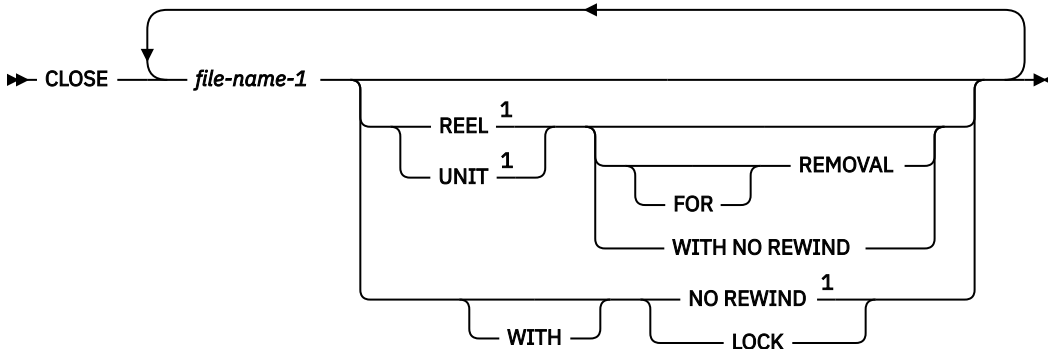 CLOSE file-name-1
REEL 1
UNIT 1
REMOVAL
FOR
WITH NO REWIND
NO REWIND 1
WITH
LOCK